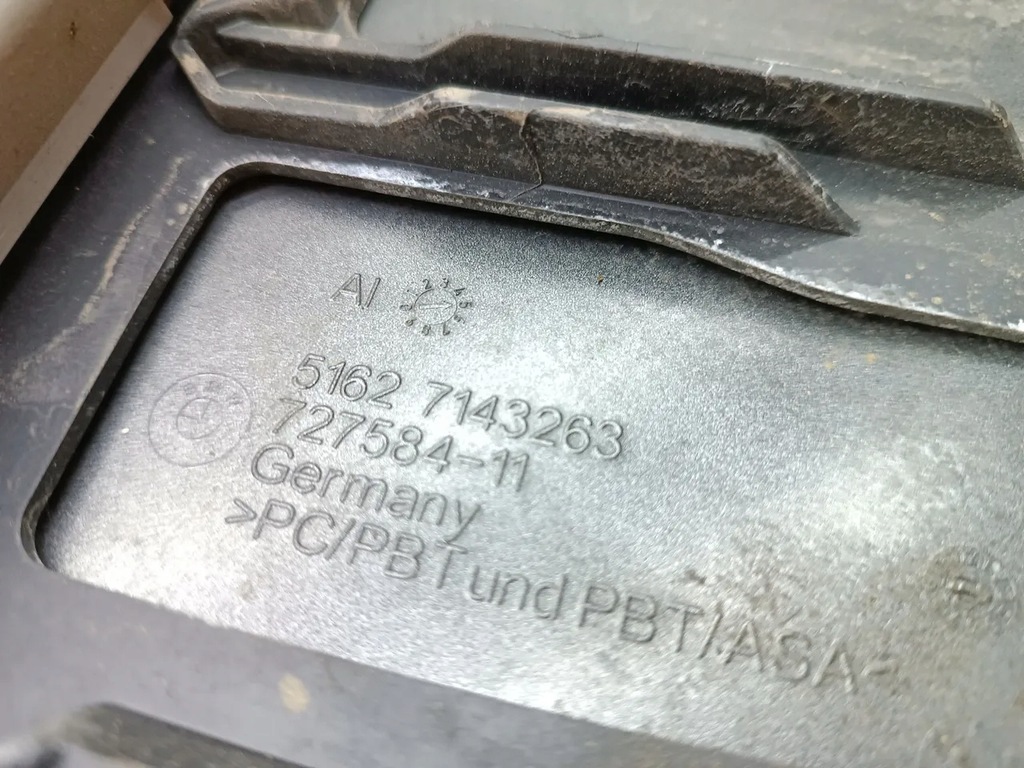 AI
5162 7143263
727584-11
Germany
>PC/PBT und PBT/ASA<